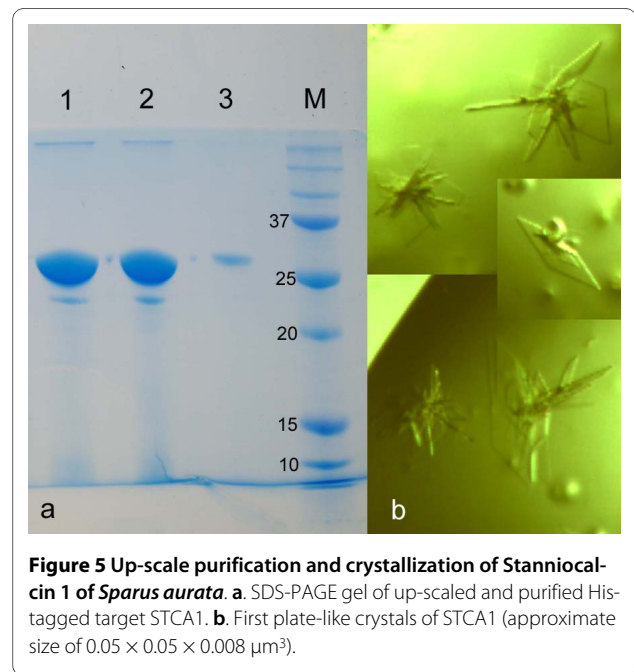 1 2 3 M
37
25
20
15
10
a
b
Figure 5 Up-scale purification and crystallization of Stanniocal-
cin 1 of Sparus aurata. a. SDS-PAGE gel of up-scaled and purified His-
tagged target STCA1. b. First plate-like crystals of STCA1 (approximate
size of 0.05 × 0.05 × 0.008 μm³).